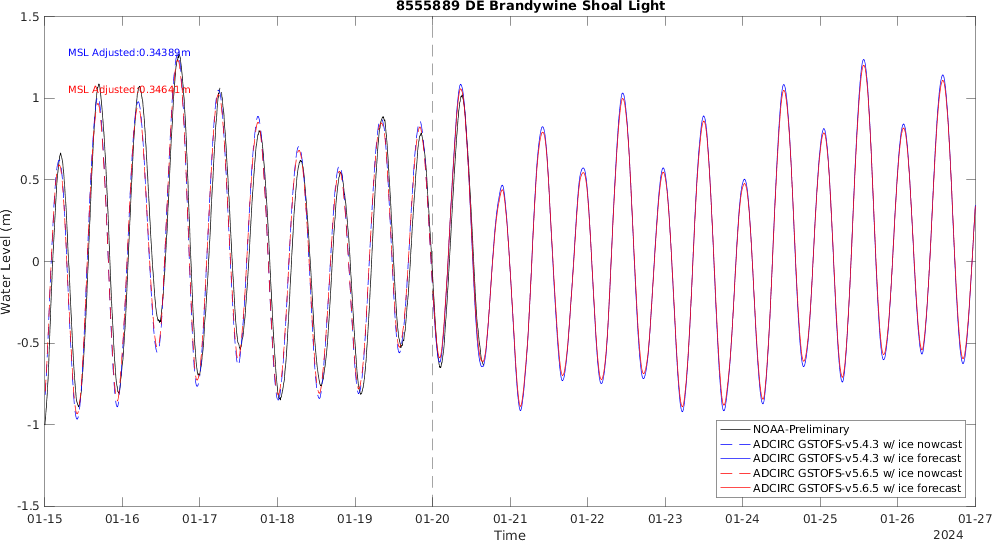 8555889 DE Brandywine Shoal Light
MSL Adjusted:0.34389m
MSL Adjusted:0.34641m
Water Level (m)
1.5
1
0.5
0
-0.5
-1
-1.5
NOAA-Preliminary
ADCIRC GSTOFS-v5.4.3 w/ ice nowcast
ADCIRC GSTOFS-v5.4.3 w/ ice forecast
ADCIRC GSTOFS-v5.6.5 w/ ice nowcast
ADCIRC GSTOFS-v5.6.5 w/ ice forecast
01-15 01-16 01-17 01-18 01-19 01-20 01-21 01-22 01-23 01-24 01-25 01-26 01-27
Time
2024